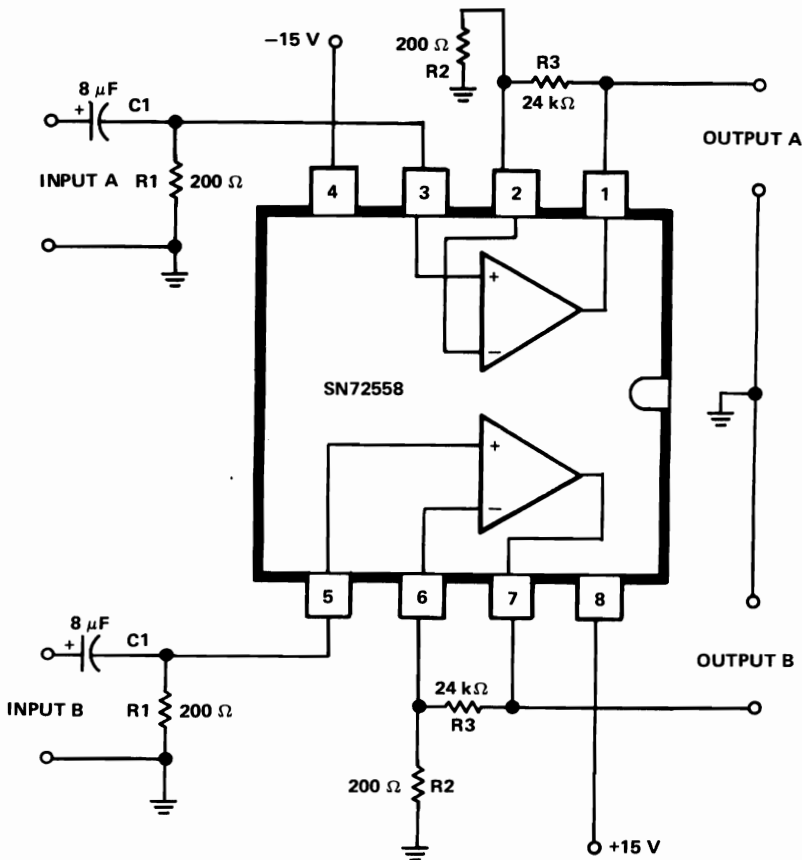 −15 V
200 Ω
R2
R3
24 kΩ
8 μF
+
C1
INPUT A
R1
200 Ω
OUTPUT A
4
3
2
1
+
−
SN72558
+
−
5
6
7
8
8 μF
+
C1
INPUT B
R1
200 Ω
24 kΩ
R3
OUTPUT B
200 Ω
R2
+15 V